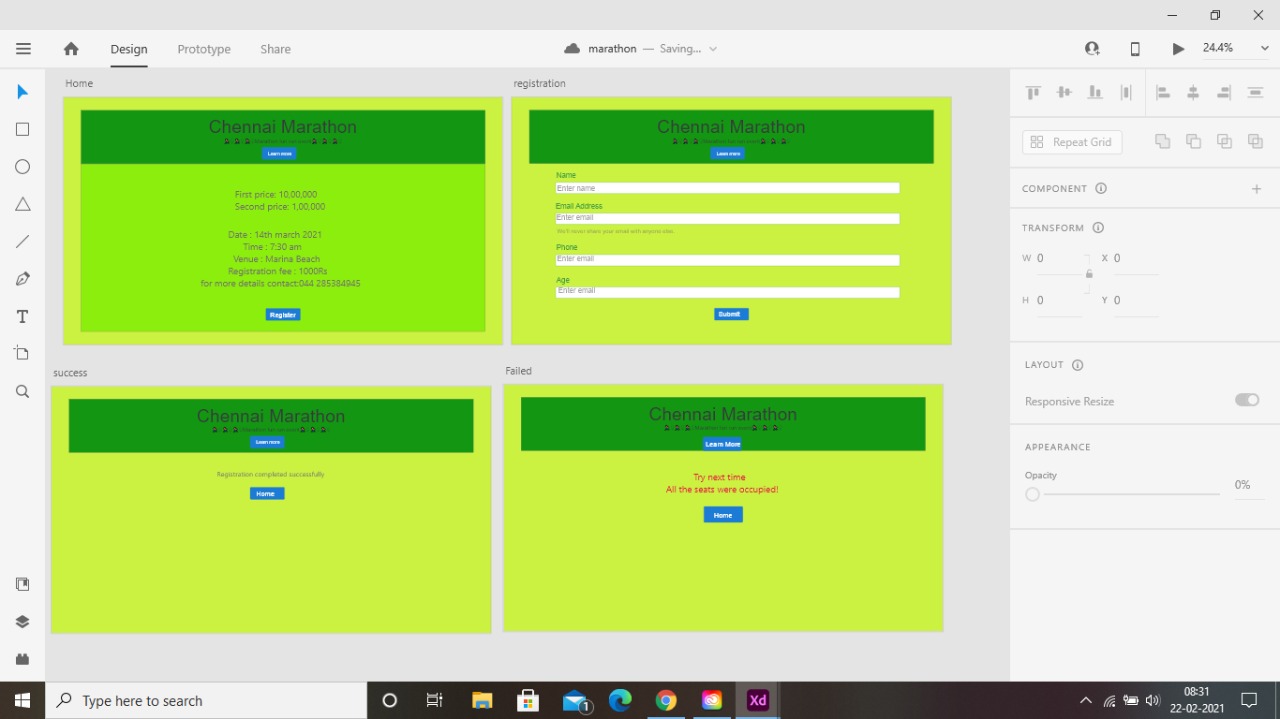 Design Prototype Share
marathon — Saving...
24.4%
Home
Chennai Marathon
Learn more
First price: 10,00,000
Second price: 1,00,000
Date : 14th march 2021
Time : 7:30 am
Venue : Marina Beach
Registration fee : 1000Rs
for more details contact:044 285384945
Register
registration
Chennai Marathon
Learn more
Name
Enter name
Email Address
Enter email
We'll never share your email with anyone else.
Phone
Enter email
Age
Enter email
Submit
success
Chennai Marathon
Learn more
Registration completed successfully
Home
Failed
Chennai Marathon
Learn More
Try next time
All the seats were occupied!
Home
Repeat Grid
COMPONENT
TRANSFORM
W 0 X 0
H 0 Y 0
LAYOUT
Responsive Resize
APPEARANCE
Opacity
0%
Type here to search
1
Xd
08:31
22-02-2021